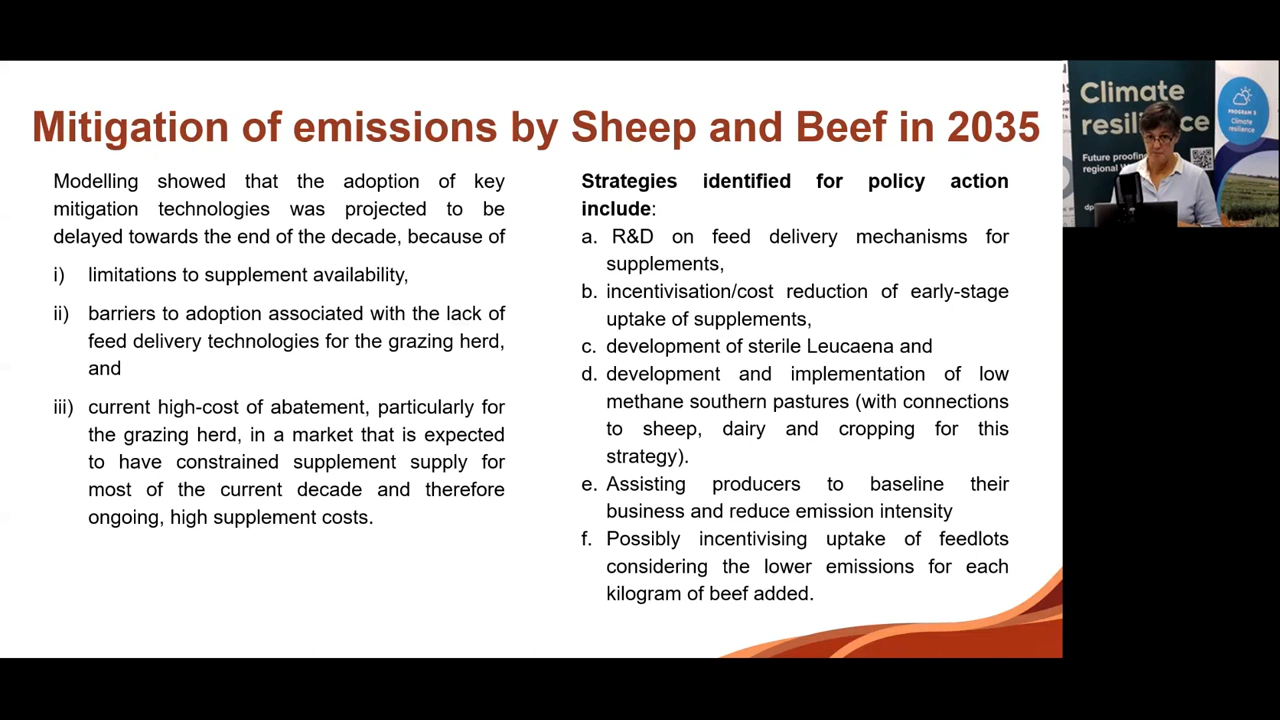 Mitigation of emissions by Sheep and Beef in 2035
Modelling showed that the adoption of key
mitigation technologies was projected to be
delayed towards the end of the decade, because of
i) limitations to supplement availability,
ii) barriers to adoption associated with the lack of
feed delivery technologies for the grazing herd,
and
iii) current high-cost of abatement, particularly for
the grazing herd, in a market that is expected
to have constrained supplement supply for
most of the current decade and therefore
ongoing, high supplement costs.
Strategies identified for policy action
include:
a. R&D on feed delivery mechanisms for
supplements,
b. incentivisation/cost reduction of early-stage
uptake of supplements,
c. development of sterile Leucaena and
d. development and implementation of low
methane southern pastures (with connections
to sheep, dairy and cropping for this
strategy).
e. Assisting producers to baseline their
business and reduce emission intensity
f. Possibly incentivising uptake of feedlots
considering the lower emissions for each
kilogram of beef added.
Climate
Future
regional
PROGRAM
Climate
resilience